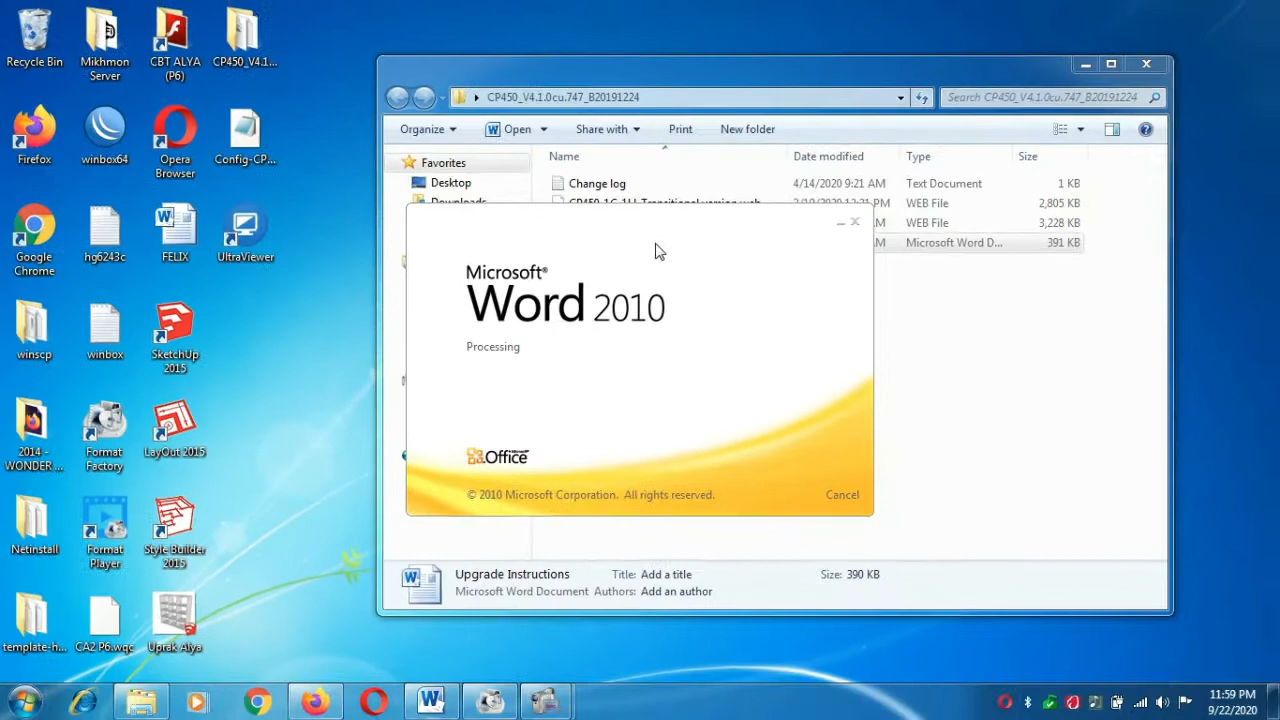 Recycle Bin
Mikhmon
Server
CBT ALYA
(P6)
CP450_V4.1...
Firefox
winbox64
Opera
Browser
Config-CP...
Google
Chrome
hg6243c
FELIX
UltraViewer
winscp
winbox
SketchUp
2015
2014 -
WONDER ...
Format
Factory
LayOut 2015
Netinstall
Format
Player
Style Builder
2015
template-h...
CA2 P6.wqc
Uprak Alya
CP450_V4.1.0cu.747_B20191224
Search CP450_V4.1.0cu.747_B20191224
Organize
Open
Share with
Print
New folder
Favorites
Desktop
Downloads
Name
Date modified
Type
Size
Change log
4/14/2020 9:21 AM
Text Document
1 KB
WEB File
2,805 KB
WEB File
3,228 KB
Microsoft Word D...
391 KB
Microsoft®
Word 2010
Processing
Microsoft
Office
© 2010 Microsoft Corporation. All rights reserved.
Cancel
Upgrade Instructions
Title: Add a title
Size: 390 KB
Microsoft Word Document
Authors: Add an author
11:59 PM
9/22/2020